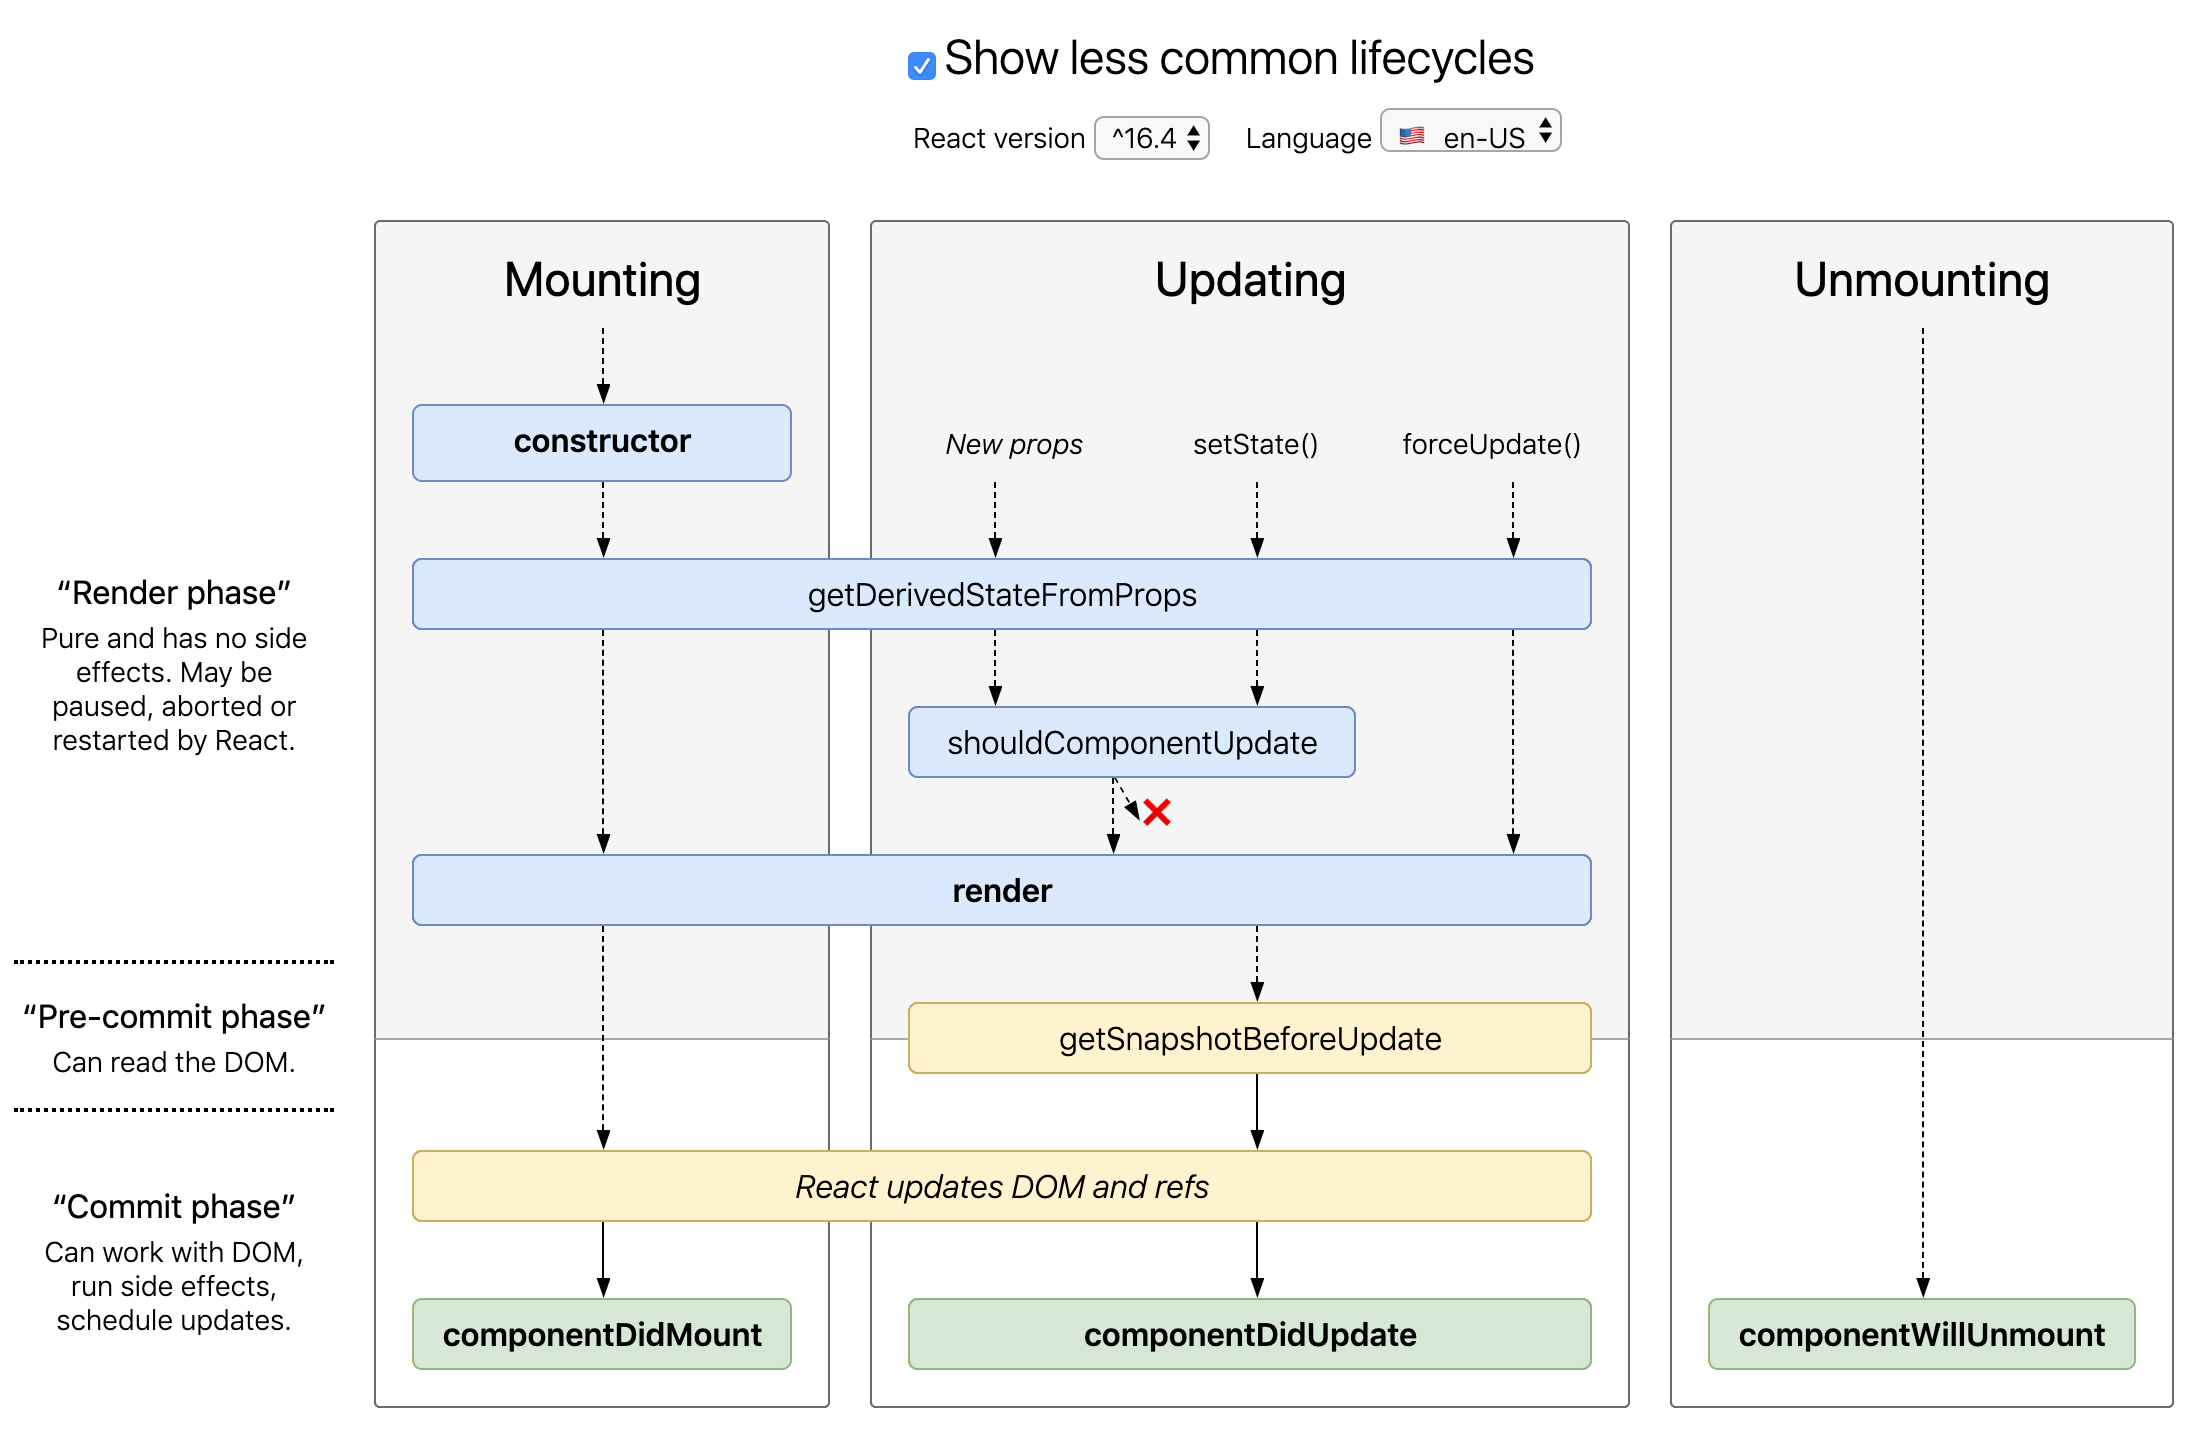 Show less common lifecycles
React version ^16.4 Language en-US
Mounting
Updating
Unmounting
constructor
New props
setState()
forceUpdate()
getDerivedStateFromProps
shouldComponentUpdate
render
getSnapshotBeforeUpdate
React updates DOM and refs
componentDidMount
componentDidUpdate
componentWillUnmount
“Render phase”
Pure and has no side
effects. May be
paused, aborted or
restarted by React.
“Pre-commit phase”
Can read the DOM.
“Commit phase”
Can work with DOM,
run side effects,
schedule updates.